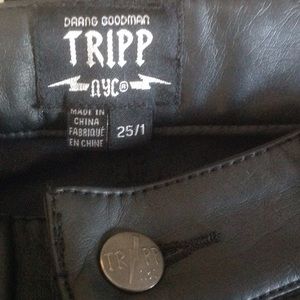 DAANG GOODMAN
TRIPP
NYC®
MADE IN
CHINA
FABRIQUÉ
EN CHINE
25/1
TRIPP